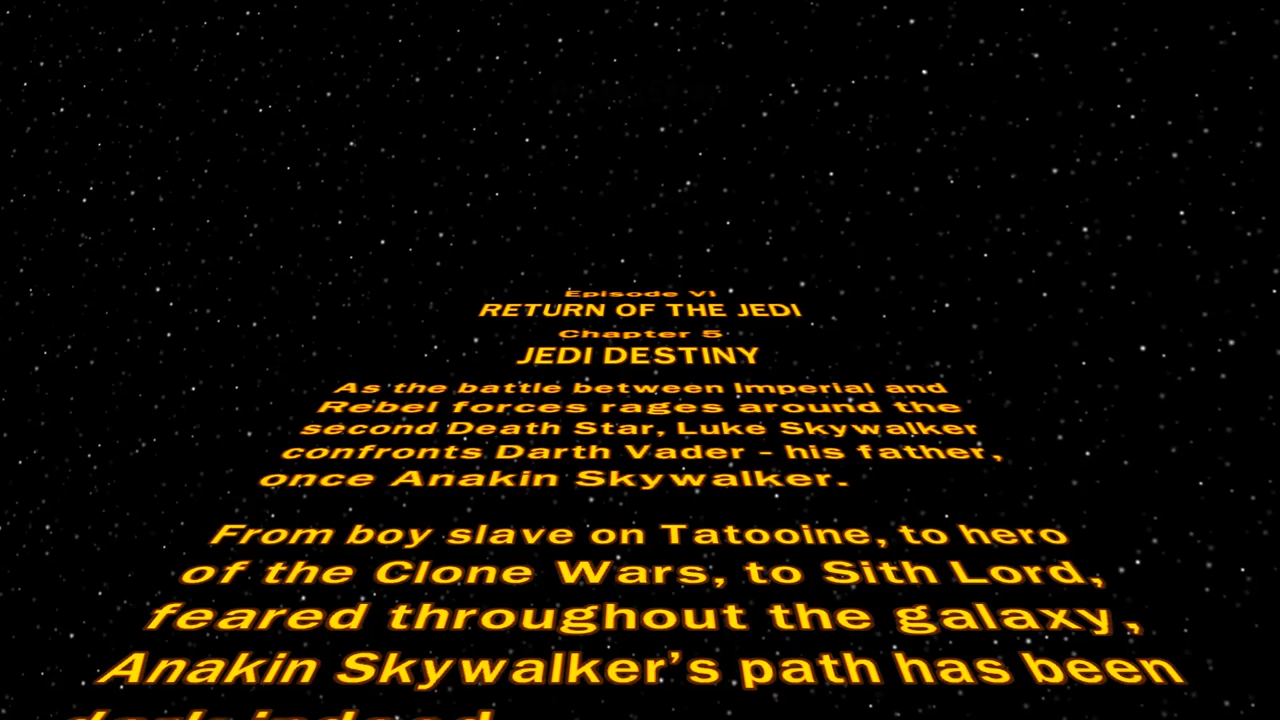 Episode VI
RETURN OF THE JEDI
Chapter 5
JEDI DESTINY
As the battle between Imperial and
Rebel forces rages around the
second Death Star, Luke Skywalker
confronts Darth Vader - his father,
once Anakin Skywalker.
From boy slave on Tatooine, to hero
of the Clone Wars, to Sith Lord,
feared throughout the galaxy,
Anakin Skywalker's path has been
dark indeed